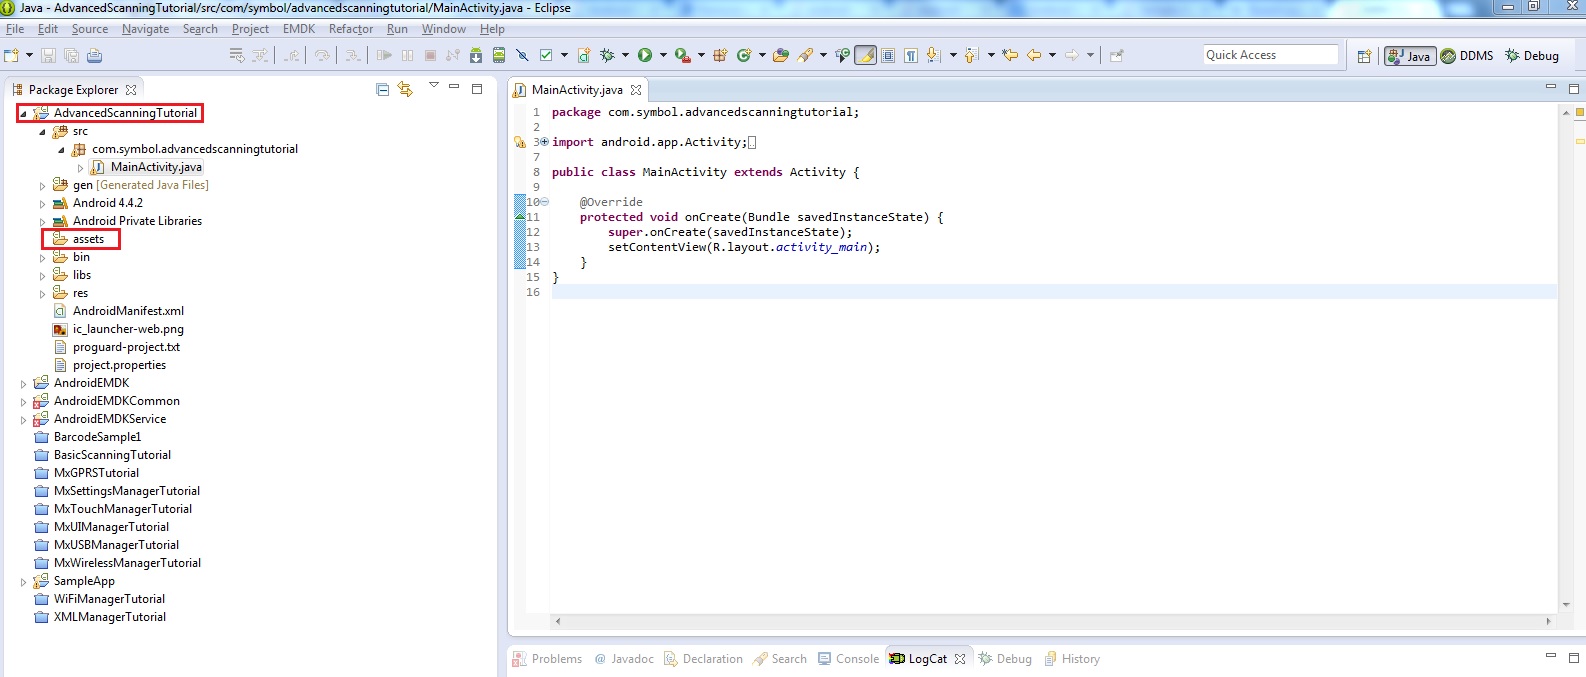 Java - AdvancedScanningTutorial/src/com/symbol/advancedscanningtutorial/MainActivity.java - Eclipse
File Edit Source Navigate Search Project EMDK Refactor Run Window Help
Quick Access Java DDMS Debug
Package Explorer
AdvancedScanningTutorial
src
com.symbol.advancedscanningtutorial
MainActivity.java
gen [Generated Java Files]
Android 4.4.2
Android Private Libraries
assets
bin
libs
res
AndroidManifest.xml
ic_launcher-web.png
proguard-project.txt
project.properties
AndroidEMDK
AndroidEMDKCommon
AndroidEMDKService
BarcodeSample1
BasicScanningTutorial
MxGPRSTutorial
MxSettingsManagerTutorial
MxTouchManagerTutorial
MxUIManagerTutorial
MxUSBManagerTutorial
MxWirelessManagerTutorial
SampleApp
WiFiManagerTutorial
XMLManagerTutorial
MainActivity.java
1 package com.symbol.advancedscanningtutorial;
2
3 import android.app.Activity;
7
8 public class MainActivity extends Activity {
9
10 @Override
11 protected void onCreate(Bundle savedInstanceState) {
12 super.onCreate(savedInstanceState);
13 setContentView(R.layout.activity_main);
14 }
15 }
16
Problems @ Javadoc Declaration Search Console LogCat Debug History